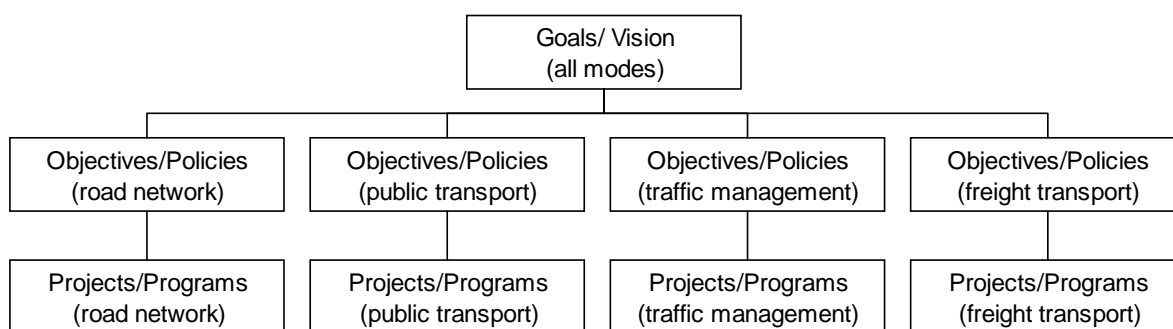 Goals/ Vision
(all modes)
Objectives/Policies
(road network)
Objectives/Policies
(public transport)
Objectives/Policies
(traffic management)
Objectives/Policies
(freight transport)
Projects/Programs
(road network)
Projects/Programs
(public transport)
Projects/Programs
(traffic management)
Projects/Programs
(freight transport)